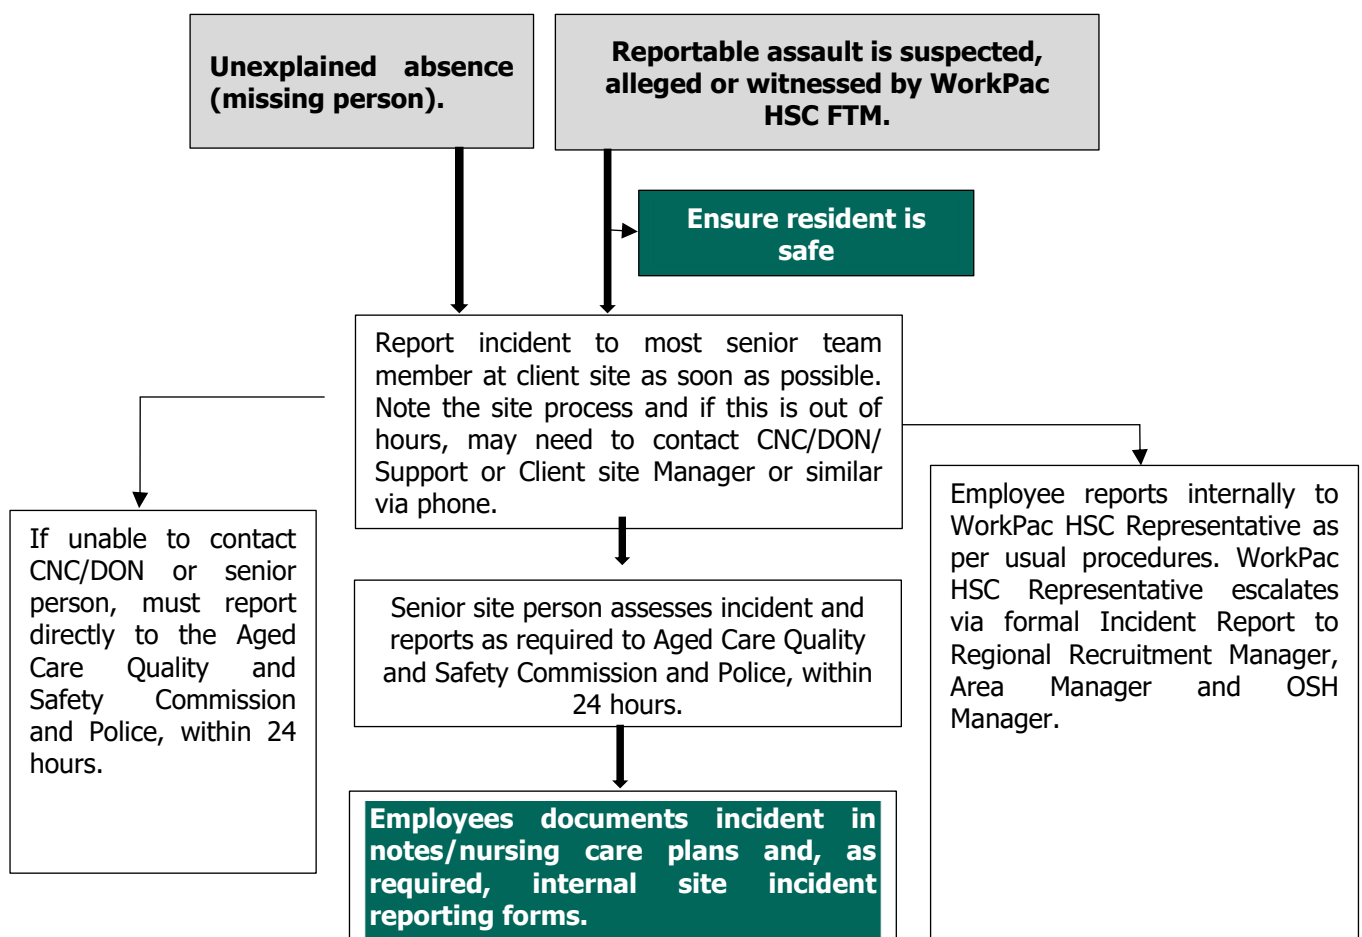 Unexplained absence
(missing person).
Reportable assault is suspected,
alleged or witnessed by WorkPac
HSC FTM.
Ensure resident is
safe
Report incident to most senior team
member at client site as soon as possible.
Note the site process and if this is out of
hours, may need to contact CNC/DON/
Support or Client site Manager or similar
via phone.
If unable to contact
CNC/DON or senior
person, must report
directly to the Aged
Care Quality and
Safety Commission
and Police, within 24
hours.
Senior site person assesses incident and
reports as required to Aged Care Quality
and Safety Commission and Police, within
24 hours.
Employee reports internally to
WorkPac HSC Representative as
per usual procedures. WorkPac
HSC Representative escalates
via formal Incident Report to
Regional Recruitment Manager,
Area Manager and OSH
Manager.
Employees documents incident in
notes/nursing care plans and, as
required, internal site incident
reporting forms.